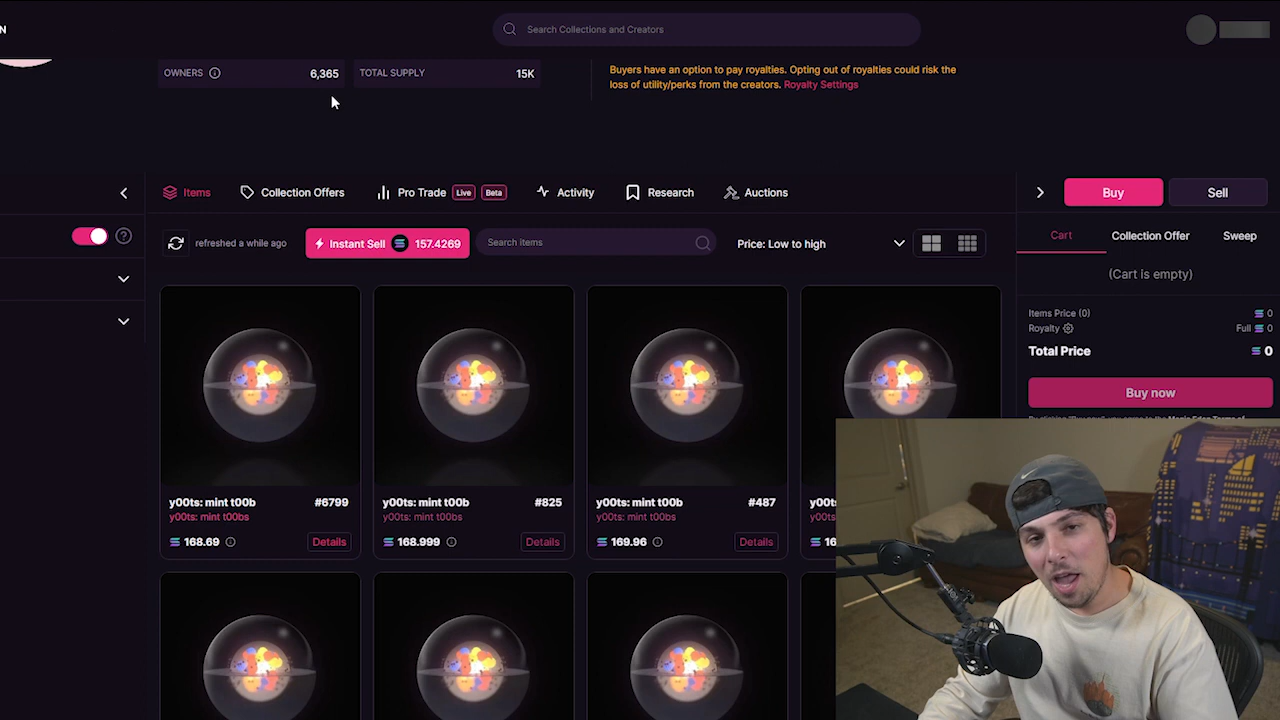 N
Search Collections and Creators
OWNERS 6,365 TOTAL SUPPLY 15K
Buyers have an option to pay royalties. Opting out of royalties could risk the
loss of utility/perks from the creators. Royalty Settings
Items Collection Offers Pro Trade Live Beta Activity Research Auctions
Buy Sell
refreshed a while ago Instant Sell 157.4269 Search items Price: Low to high
Cart Collection Offer Sweep
(Cart is empty)
Items Price (0) 0
Royalty Full 0
Total Price 0
Buy now
y00ts: mint t00b #6799
y00ts: mint t00bs
168.69 Details
y00ts: mint t00b #825
y00ts: mint t00bs
168.999 Details
y00ts: mint t00b #487
y00ts: mint t00bs
169.96 Details